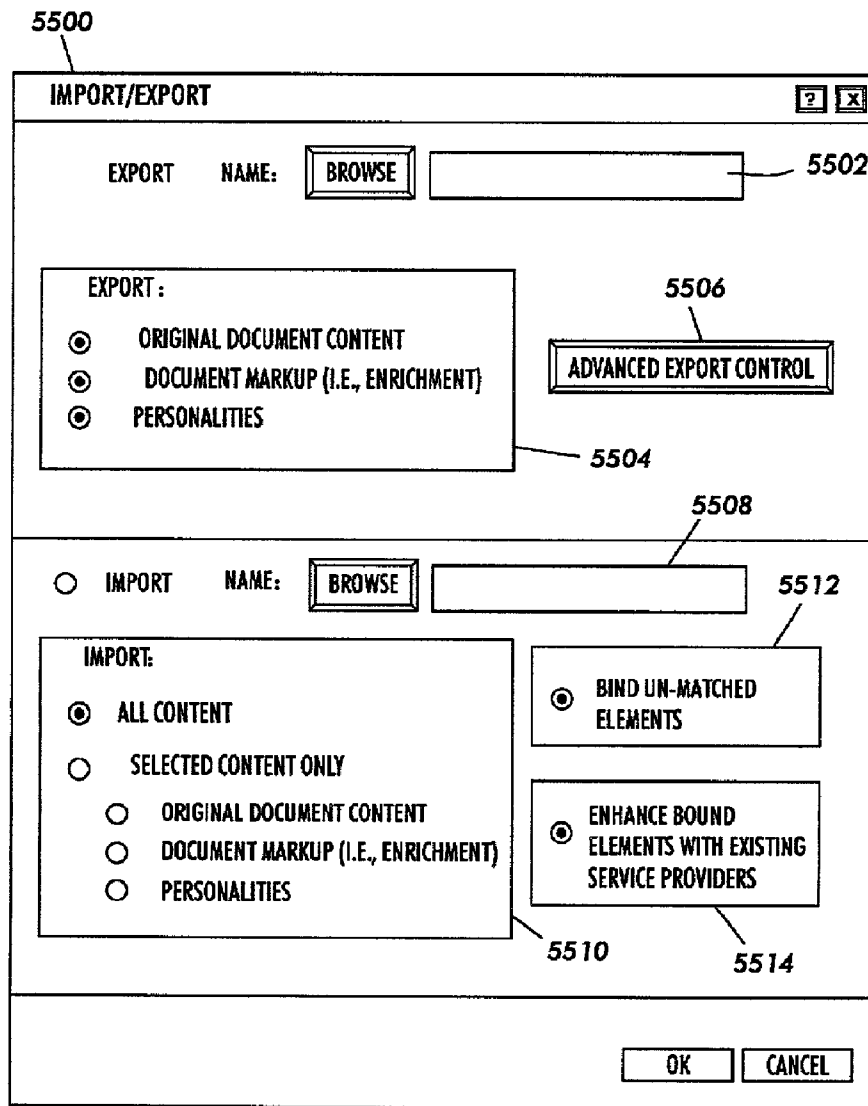 5500
IMPORT/EXPORT ? X
EXPORT NAME: BROWSE 5502
EXPORT :
ORIGINAL DOCUMENT CONTENT
DOCUMENT MARKUP (I.E., ENRICHMENT)
PERSONALITIES
5506
ADVANCED EXPORT CONTROL
5504
5508
IMPORT NAME: BROWSE
5512
IMPORT:
ALL CONTENT
SELECTED CONTENT ONLY
ORIGINAL DOCUMENT CONTENT
DOCUMENT MARKUP (I.E., ENRICHMENT)
PERSONALITIES
BIND UN-MATCHED
ELEMENTS
ENHANCE BOUND
ELEMENTS WITH EXISTING
SERVICE PROVIDERS
5510
5514
OK CANCEL